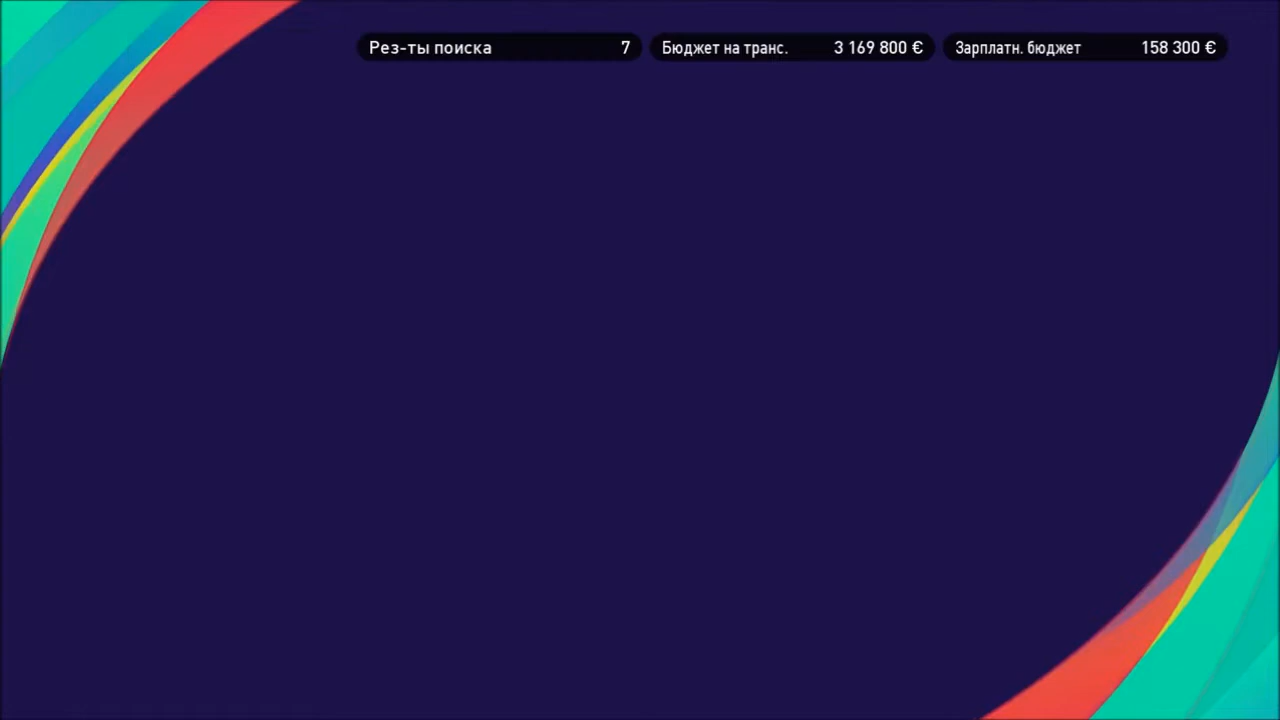 Рез-ты поиска 7 Бюджет на транс. 3 169 800 € Зарплатн. бюджет 158 300 €